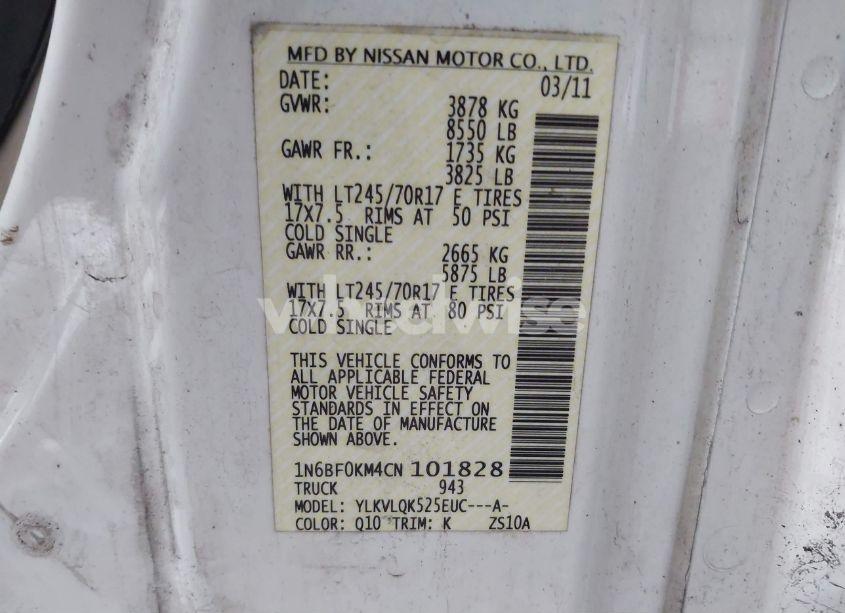 MFD BY NISSAN MOTOR CO., LTD.
DATE: 03/11
GVWR: 3878 KG
8550 LB
GAWR FR.: 1735 KG
3825 LB
WITH LT245/70R17 E TIRES
17X7.5 RIMS AT 50 PSI
COLD SINGLE
GAWR RR.: 2665 KG
5875 LB
WITH LT245/70R17 E TIRES
17X7.5 RIMS AT 80 PSI
COLD SINGLE
THIS VEHICLE CONFORMS TO
ALL APPLICABLE FEDERAL
MOTOR VEHICLE SAFETY
STANDARDS IN EFFECT ON
THE DATE OF MANUFACTURE
SHOWN ABOVE.
1N6BF0KM4CN 101828
TRUCK 943
MODEL: YLKVLQK525EUC---A-
COLOR: Q10 TRIM: K ZS10A